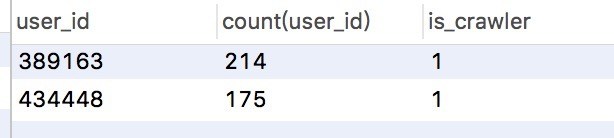 user_id count(user_id) is_crawler
389163 214 1
434448 175 1